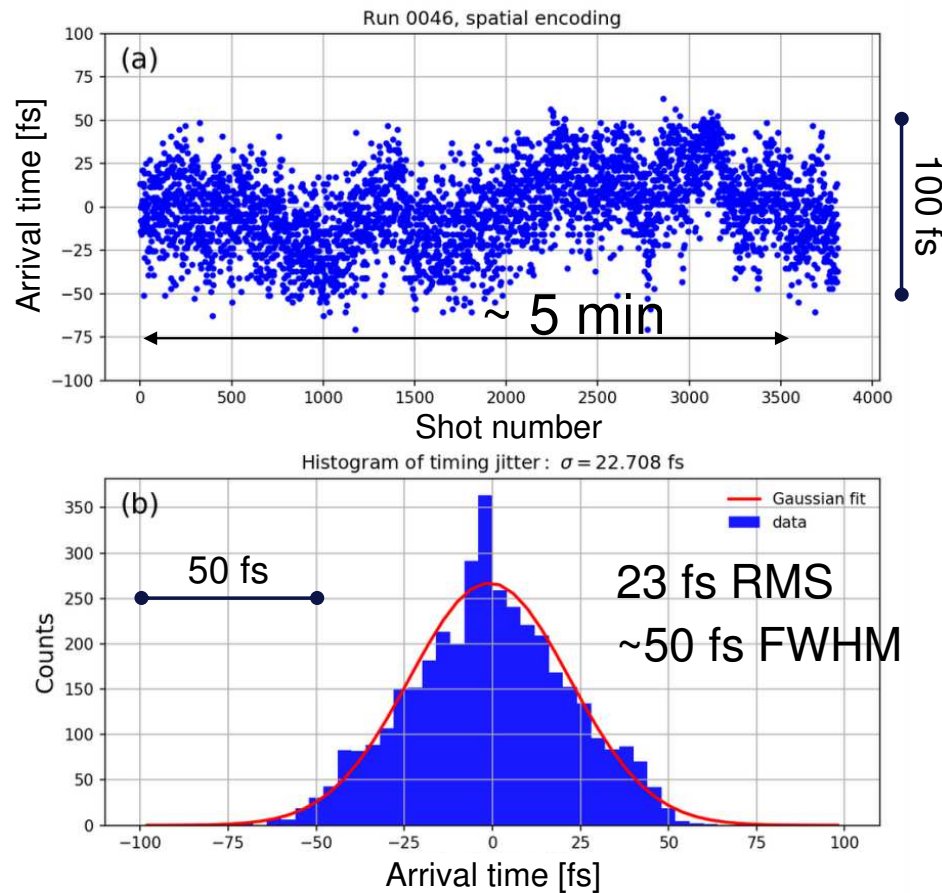 Run 0046, spatial encoding
(a)
Arrival time [fs]
100
75
50
25
0
−25
−50
−75
−100
100 fs
~ 5 min
0
500
1000
1500
2000
2500
3000
3500
4000
Shot number
Histogram of timing jitter: σ = 22.708 fs
(b)
Gaussian fit
data
50 fs
23 fs RMS
~50 fs FWHM
Counts
350
300
250
200
150
100
50
0
−100
−75
−50
−25
0
25
50
75
100
Arrival time [fs]